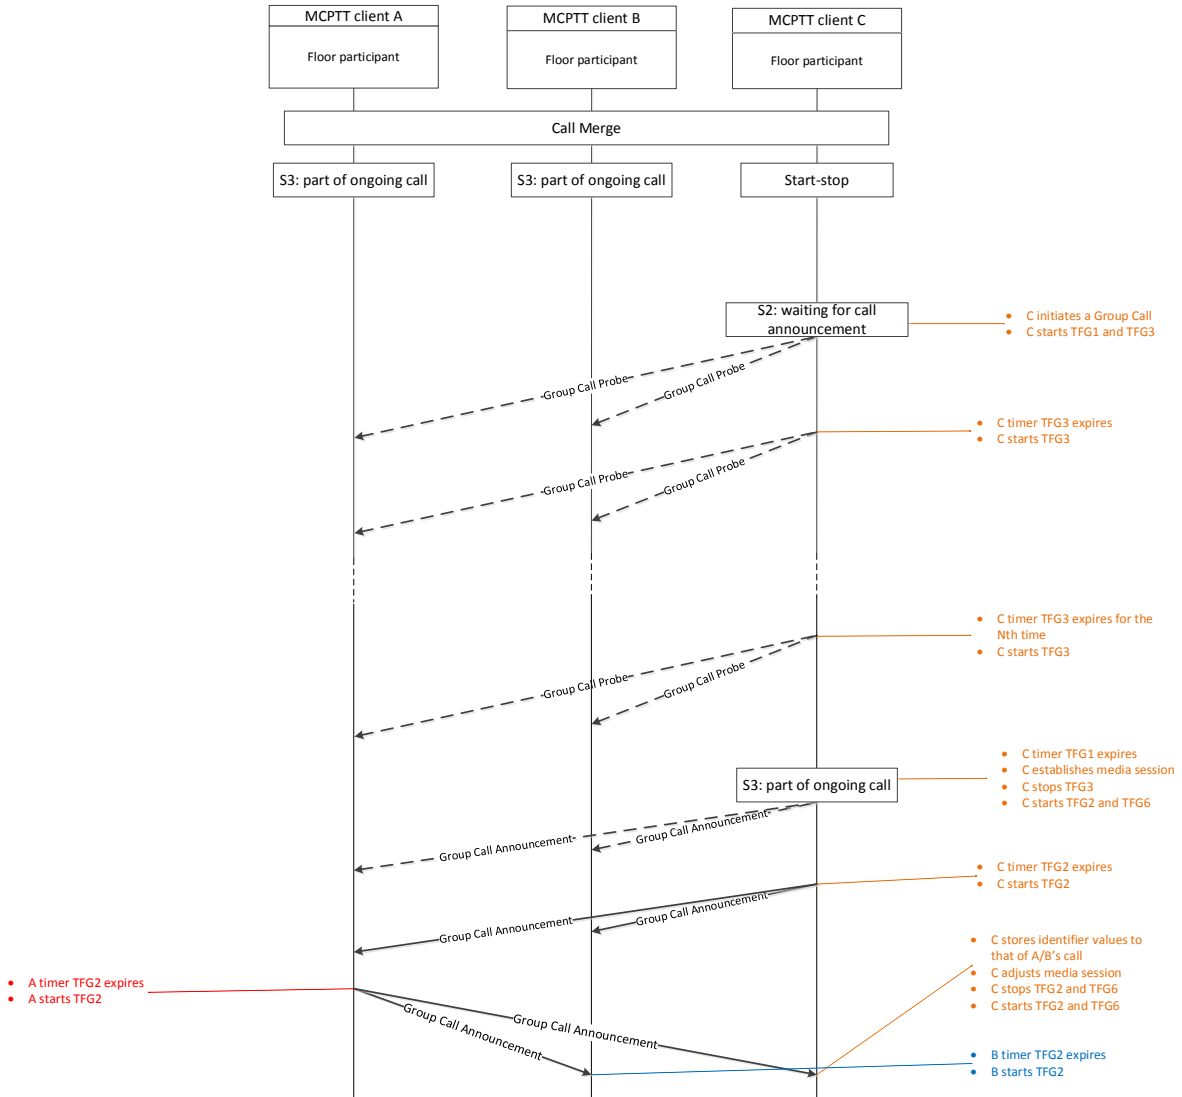 MCPTT client A
MCPTT client B
MCPTT client C
Floor participant
Floor participant
Floor participant
Call Merge
S3: part of ongoing call
S3: part of ongoing call
Start-stop
S2: waiting for call
announcement
• C initiates a Group Call
• C starts TFG1 and TFG3
Group Call Probe
Group Call Probe
• C timer TFG3 expires
• C starts TFG3
Group Call Probe
Group Call Probe
• C timer TFG3 expires for the
Nth time
• C starts TFG3
Group Call Probe
Group Call Probe
• C timer TFG1 expires
• C establishes media session
• C stops TFG3
• C starts TFG2 and TFG6
S3: part of ongoing call
Group Call Announcement
Group Call Announcement
• C timer TFG2 expires
• C starts TFG2
Group Call Announcement
Group Call Announcement
• C stores identifier values to
that of A/B's call
• C adjusts media session
• C stops TFG2 and TFG6
• C starts TFG2 and TFG6
• A timer TFG2 expires
• A starts TFG2
Group Call Announcement
Group Call Announcement
• B timer TFG2 expires
• B starts TFG2